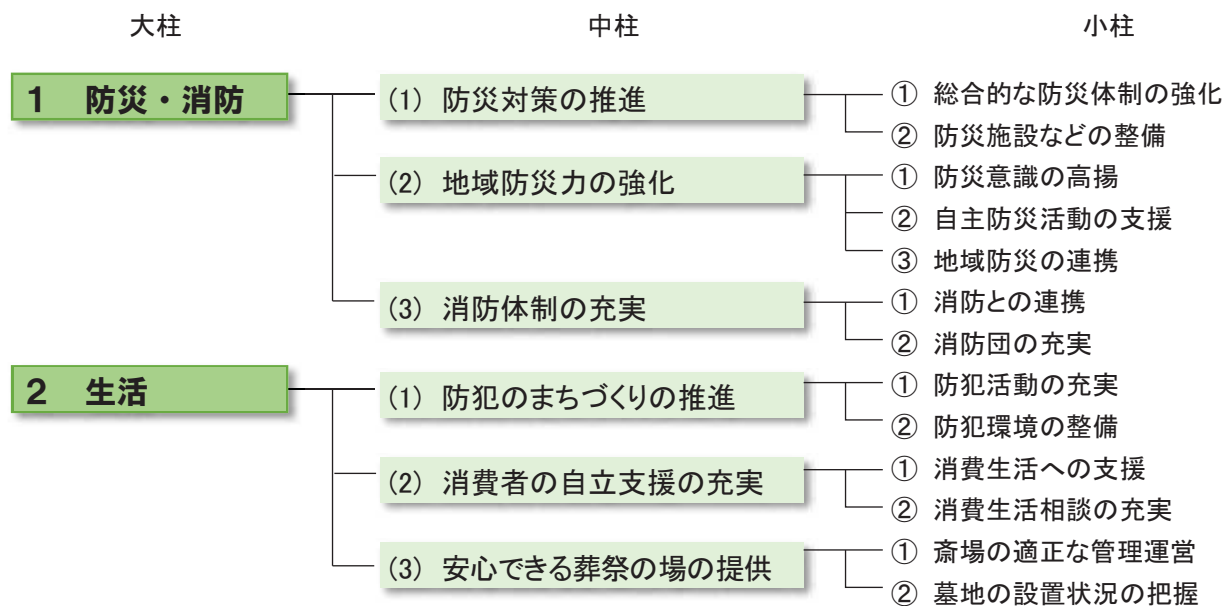 大柱 中柱 小柱
1 防災・消防
(1) 防災対策の推進
① 総合的な防災体制の強化
② 防災施設などの整備
(2) 地域防災力の強化
① 防災意識の高揚
② 自主防災活動の支援
③ 地域防災の連携
(3) 消防体制の充実
① 消防との連携
② 消防団の充実
2 生活
(1) 防犯のまちづくりの推進
① 防犯活動の充実
② 防犯環境の整備
(2) 消費者の自立支援の充実
① 消費生活への支援
② 消費生活相談の充実
(3) 安心できる葬祭の場の提供
① 斎場の適正な管理運営
② 墓地の設置状況の把握